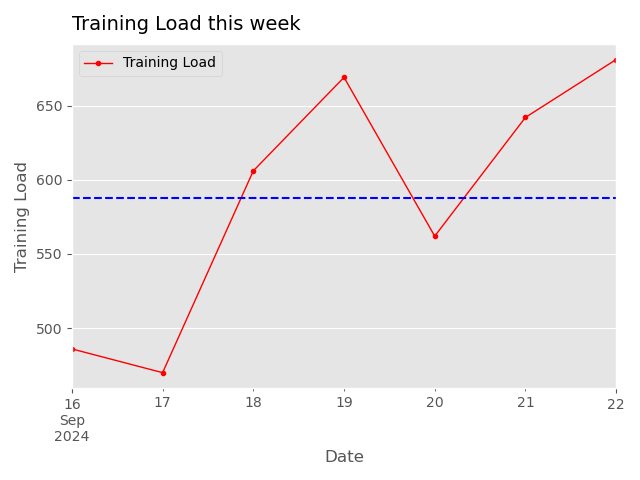 Training Load this week
Training Load
650
600
550
500
Training Load
16 17 18 19 20 21 22
Sep
2024
Date